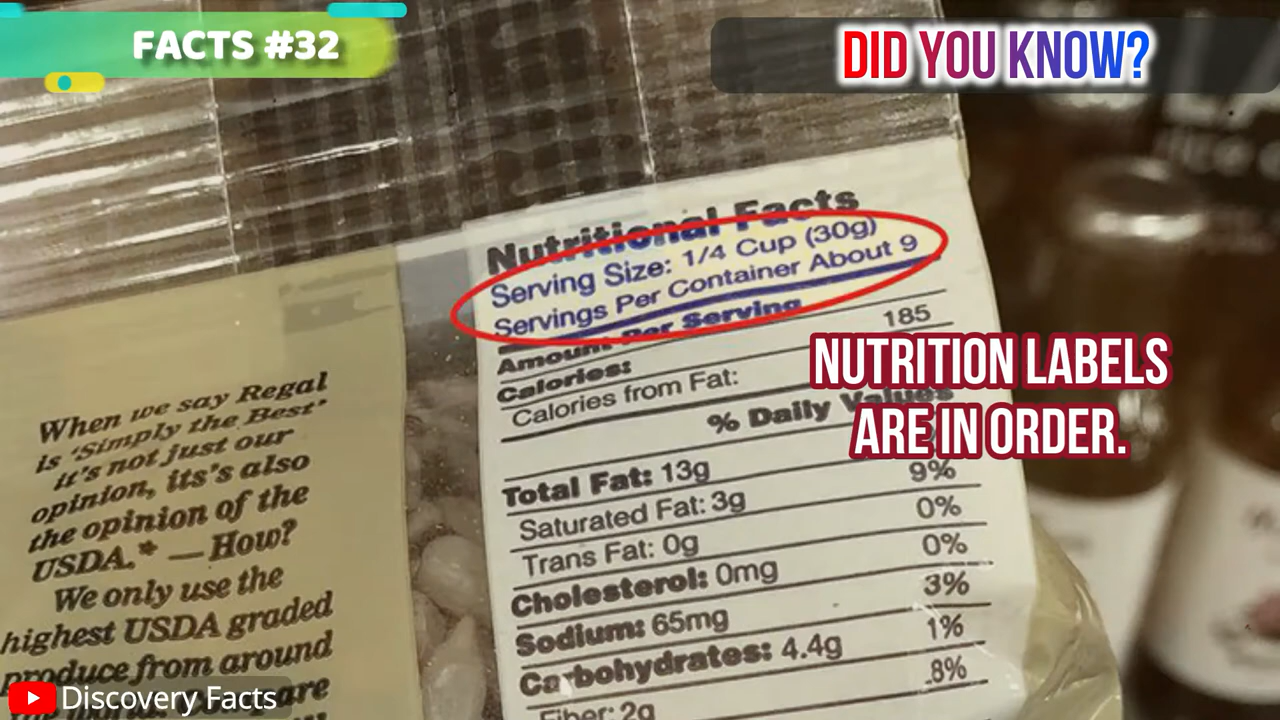 FACTS #32
DID YOU KNOW?
Nutritional Facts
Serving Size: 1/4 Cup (30g)
Servings Per Container About 9
Amount Per Serving
Calories: 185
Calories from Fat:
% Daily Values
Total Fat: 13g
Saturated Fat: 3g 9%
Trans Fat: 0g 0%
Cholesterol: 0mg 0%
Sodium: 65mg 3%
Carbohydrates: 4.4g 1%
Fiber: 2g 8%
NUTRITION LABELS
ARE IN ORDER.
When we say Regal
is ‘Simply the Best’
it's not just our
opinion, its's also
the opinion of the
USDA.* — How?
We only use the
highest USDA graded
produce from around
Discovery Facts